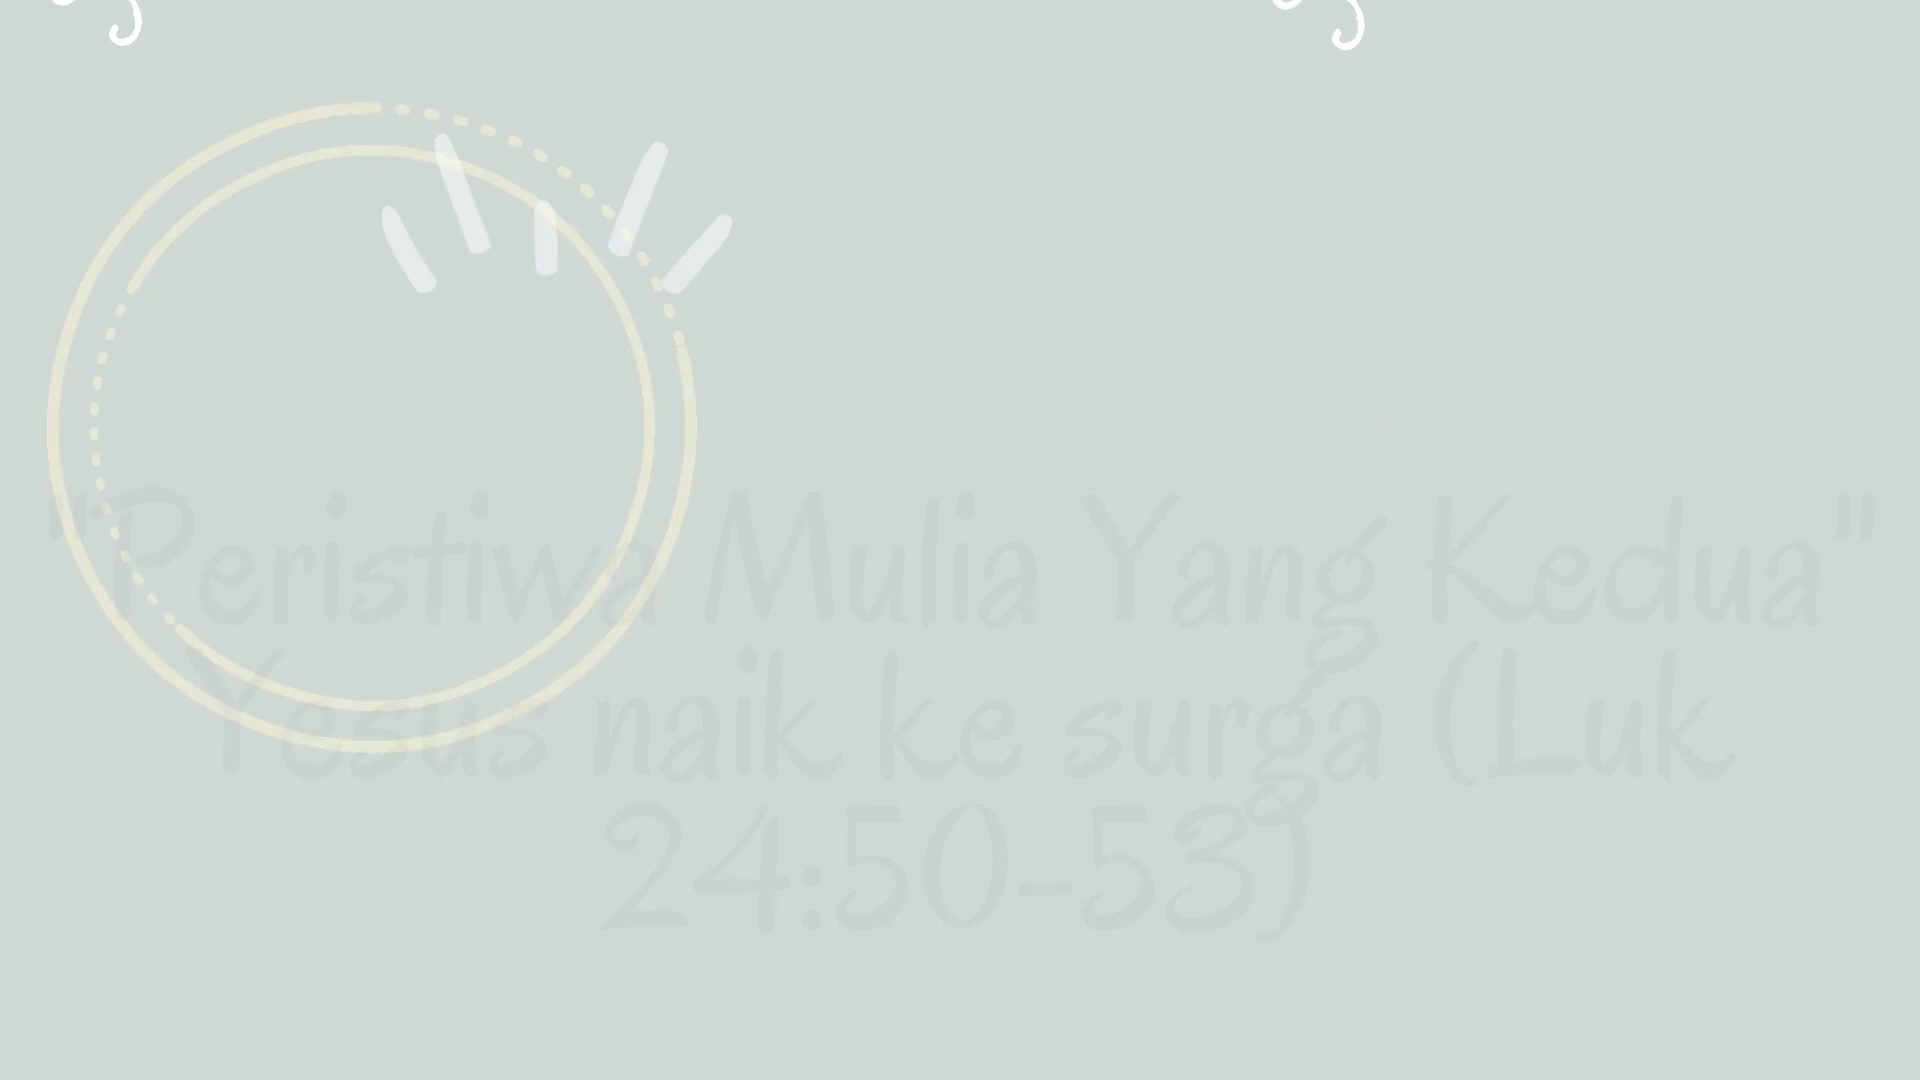 "Peristiwa Mulia Yang Kedua"
Yesus naik ke surga (Luk
24:50-53)